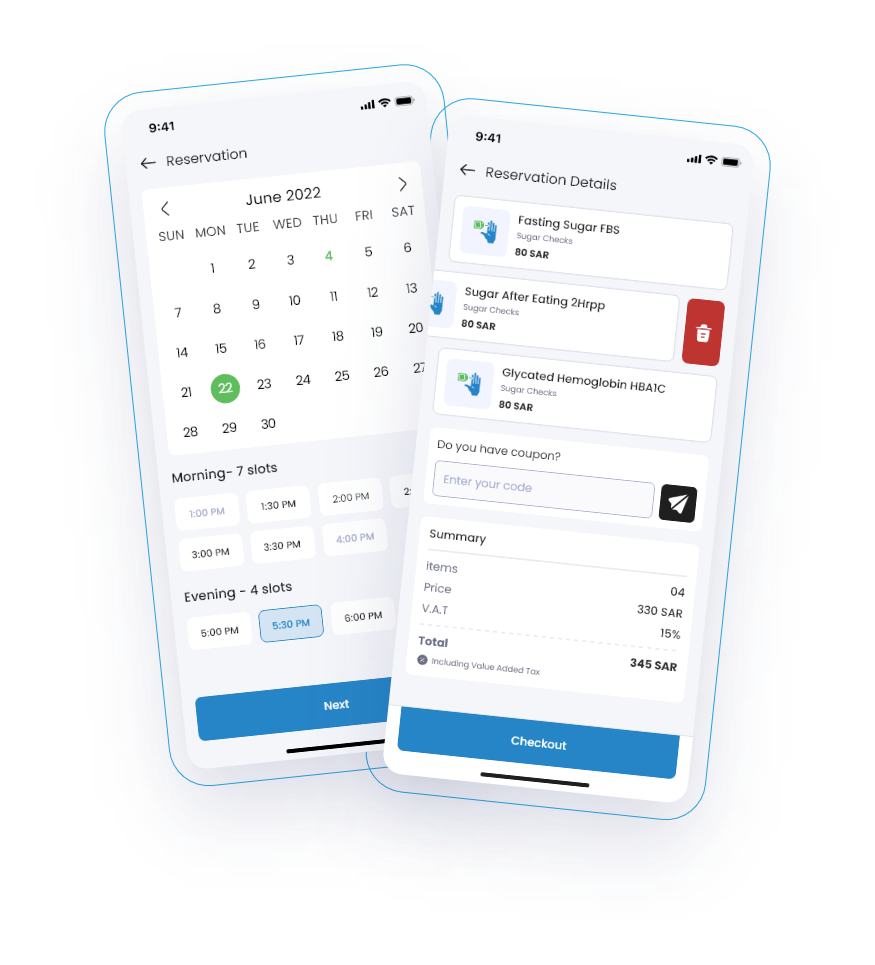 9:41
Reservation
June 2022
SUN MON TUE WED THU FRI SAT
1 2 3 4 5 6
7 8 9 10 11 12 13
14 15 16 17 18 19 20
21 22 23 24 25 26 27
28 29 30
Morning- 7 slots
1:00 PM 1:30 PM 2:00 PM 2:
3:00 PM 3:30 PM 4:00 PM
Evening - 4 slots
5:00 PM 5:30 PM 6:00 PM
Next
9:41
Reservation Details
Fasting Sugar FBS
Sugar Checks
80 SAR
Sugar After Eating 2Hrpp
Sugar Checks
80 SAR
Glycated Hemoglobin HBA1C
Sugar Checks
80 SAR
Do you have coupon?
Enter your code
Summary
items 04
Price 330 SAR
V.A.T 15%
Total 345 SAR
Including Value Added Tax
Checkout